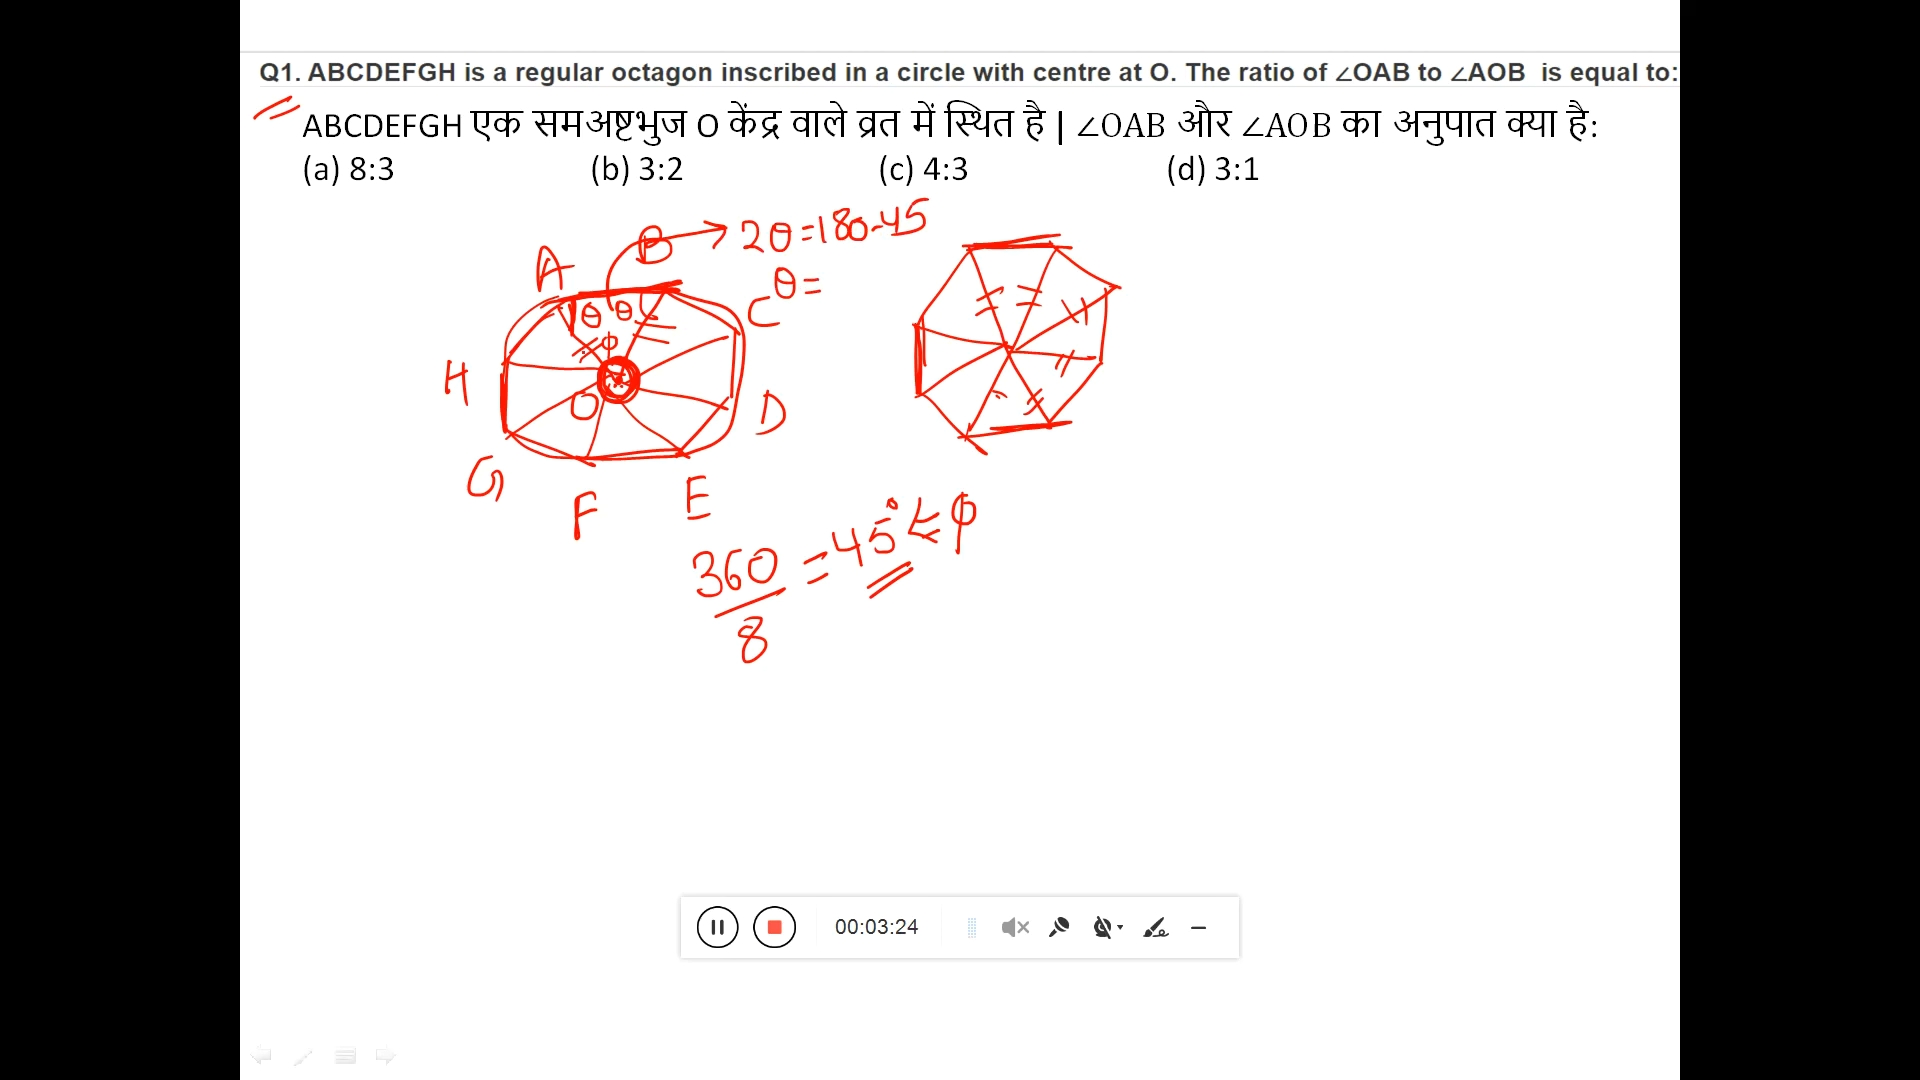 Q1. ABCDEFGH is a regular octagon inscribed in a circle with centre at O. The ratio of ∠OAB to ∠AOB is equal to:
ABCDEFGH एक समअष्टभुज O केंद्र वाले व्रत में स्थित है | ∠OAB और ∠AOB का अनुपात क्या है:
(a) 8:3 (b) 3:2 (c) 4:3 (d) 3:1
2θ=180-45
θ=
A B
C
θ θ
φ
H
O
D
G
F
E
360/8 = 45° φ
00:03:24